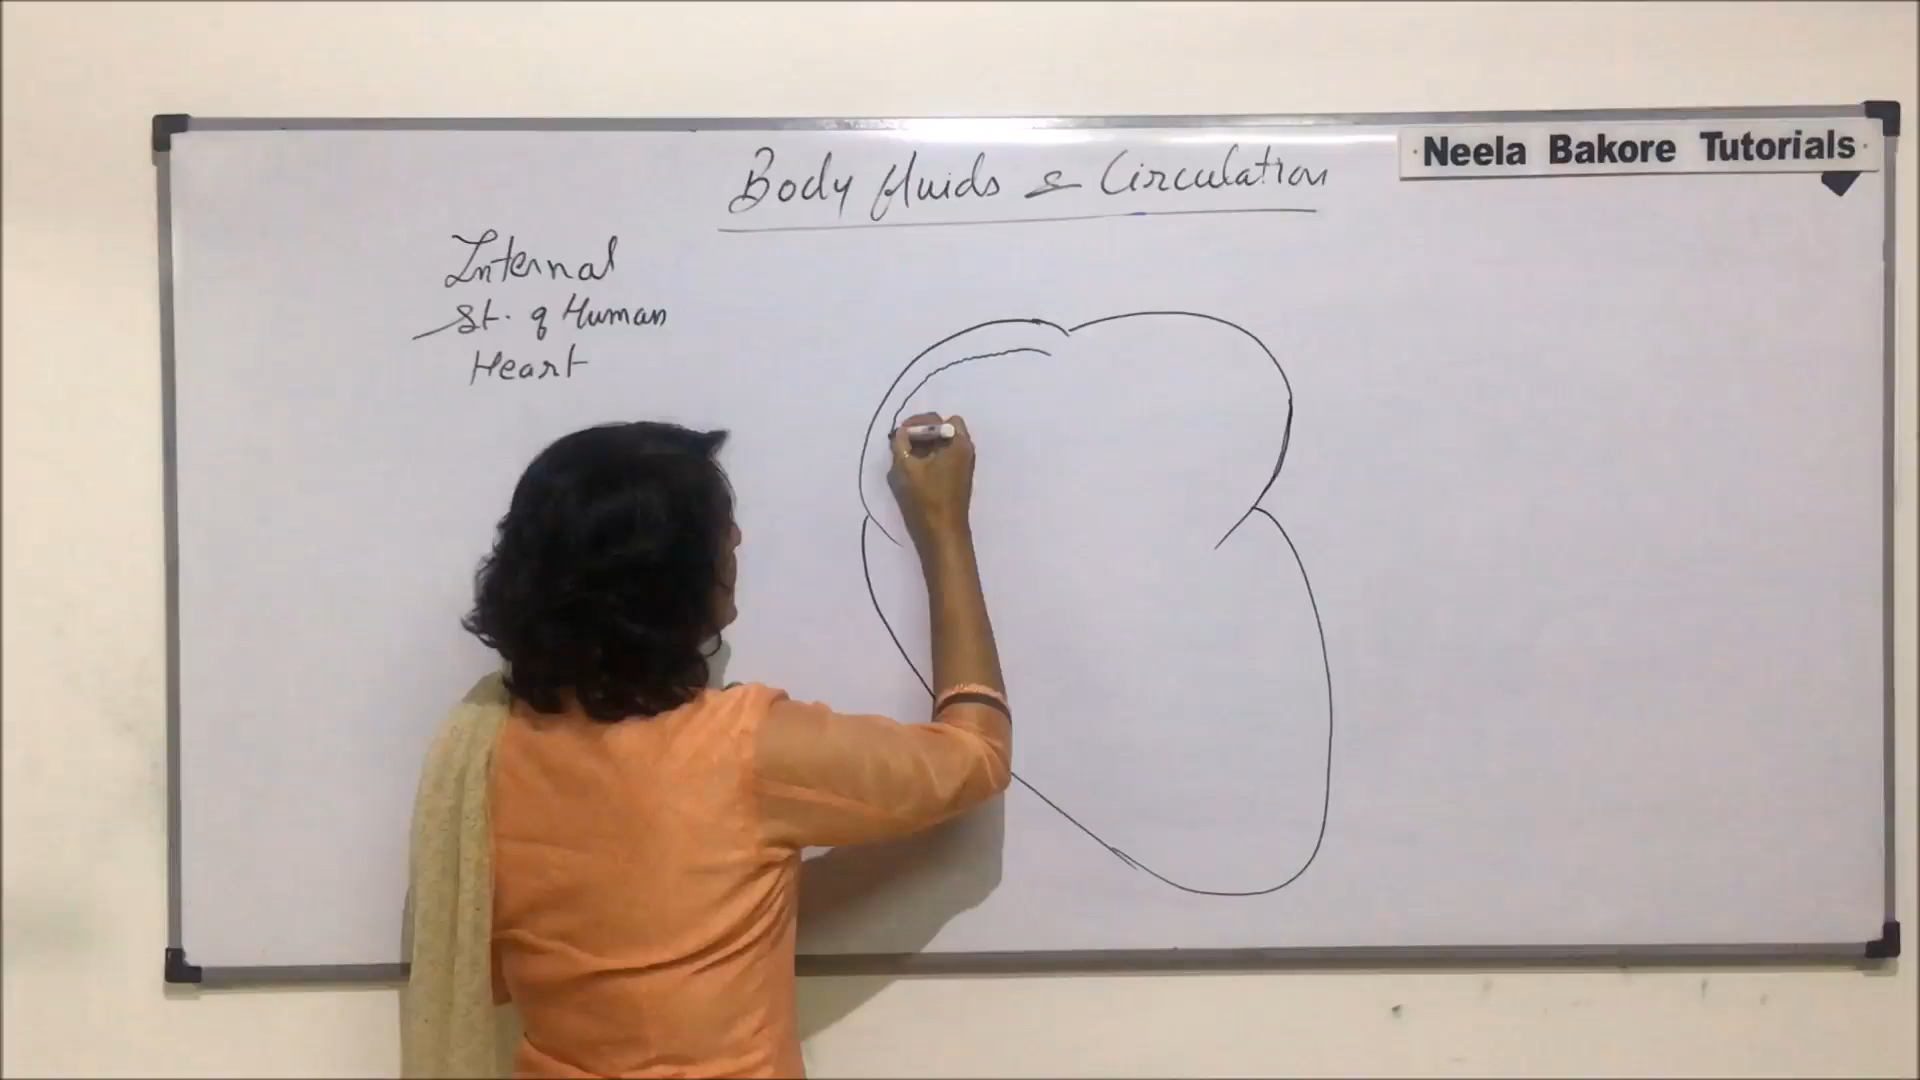 Neela Bakore Tutorials
Body fluids & Circulation
Internal
St. of Human
Heart